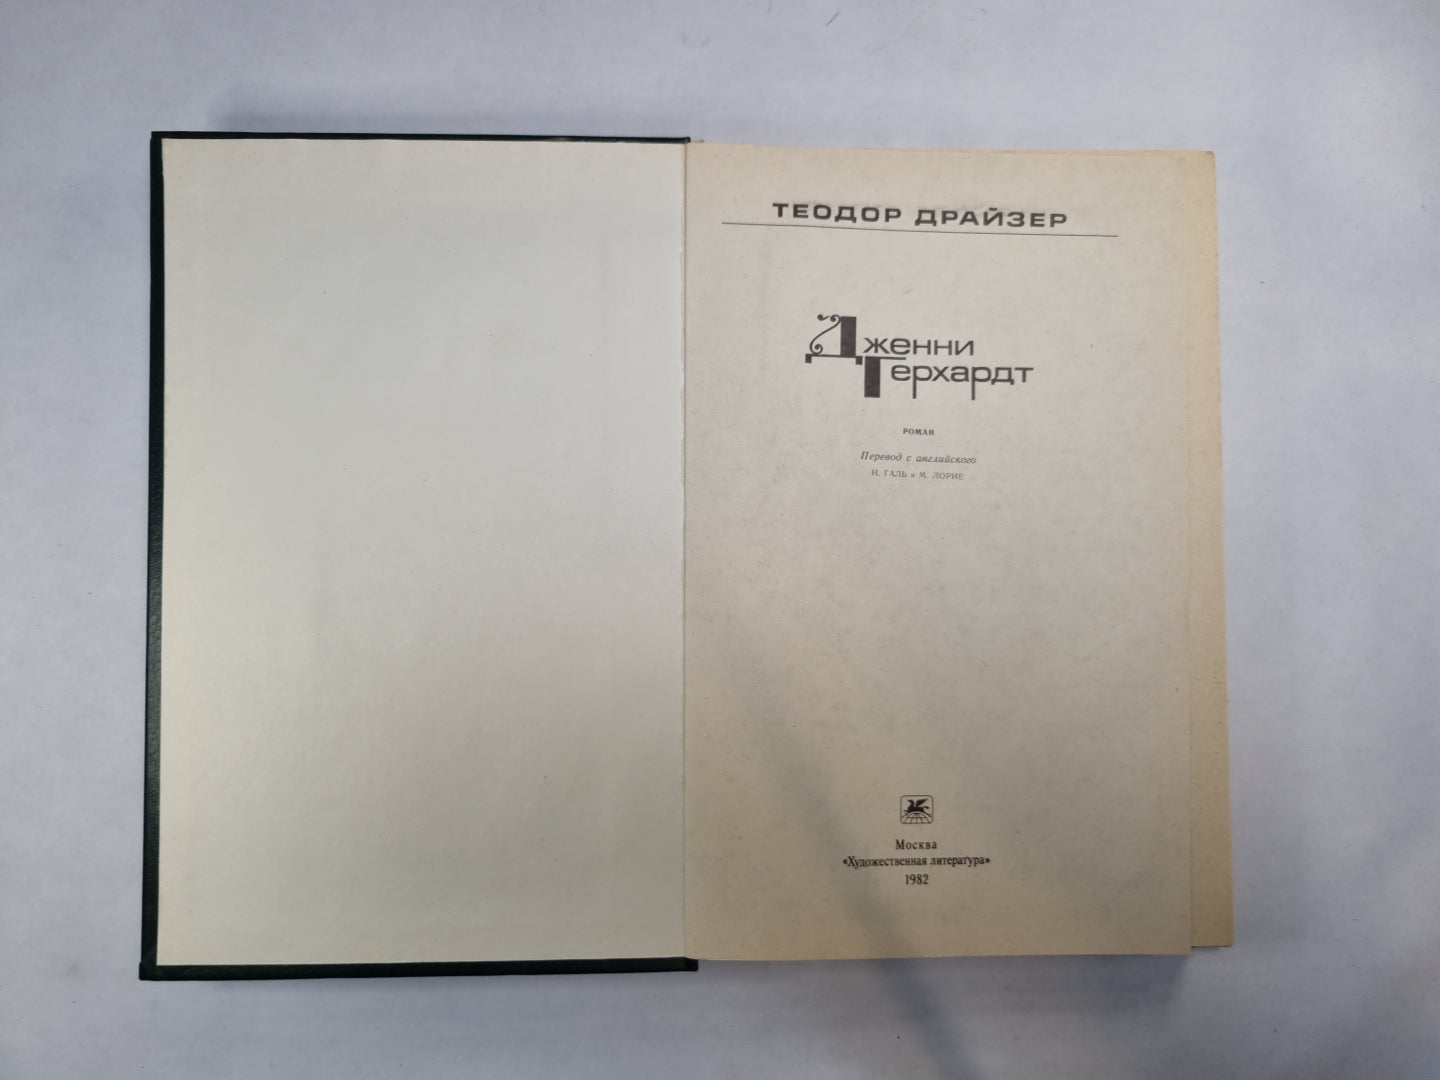 ТЕОДОР ДРАЙЗЕР
Дженни
Герхардт
РОМАН
Перевод с английского
Н. ГАЛЬ и М. ЛОРИЕ
Москва
«Художественная литература»
1982